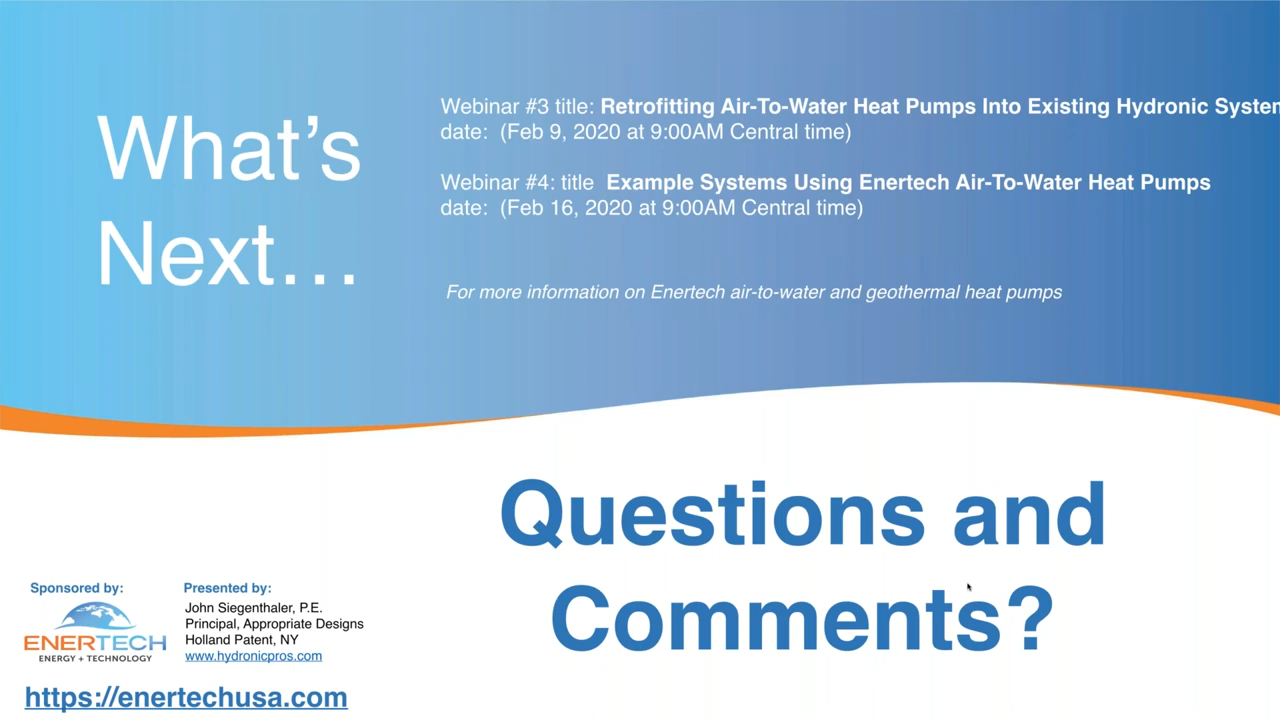 What's
Next…
Webinar #3 title: Retrofitting Air-To-Water Heat Pumps Into Existing Hydronic System
date:  (Feb 9, 2020 at 9:00AM Central time)
Webinar #4: title  Example Systems Using Enertech Air-To-Water Heat Pumps
date:  (Feb 16, 2020 at 9:00AM Central time)
For more information on Enertech air-to-water and geothermal heat pumps
Questions and
Comments?
Sponsored by:
ENERTECH
ENERGY + TECHNOLOGY
https://enertechusa.com
Presented by:
John Siegenthaler, P.E.
Principal, Appropriate Designs
Holland Patent, NY
www.hydronicpros.com